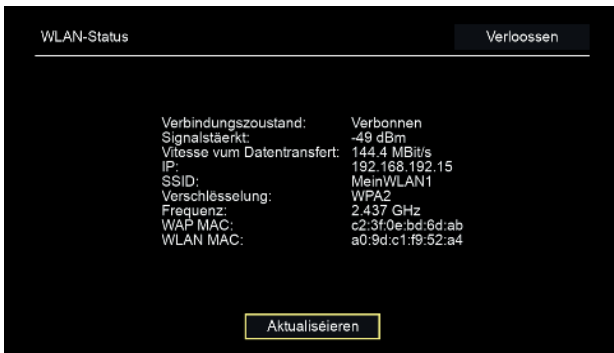 WLAN-Status Verloossen
Verbindungszoustand: Verbonnen
Signalstäerkt: -49 dBm
Vitesse vum Datentransfert: 144.4 MBit/s
IP: 192.168.192.15
SSID: MeinWLAN1
Verschlësselung: WPA2
Frequenz: 2.437 GHz
WAP MAC: c2:3f:0e:bd:6d:ab
WLAN MAC: a0:9d:c1:f9:52:a4
Aktualiséieren